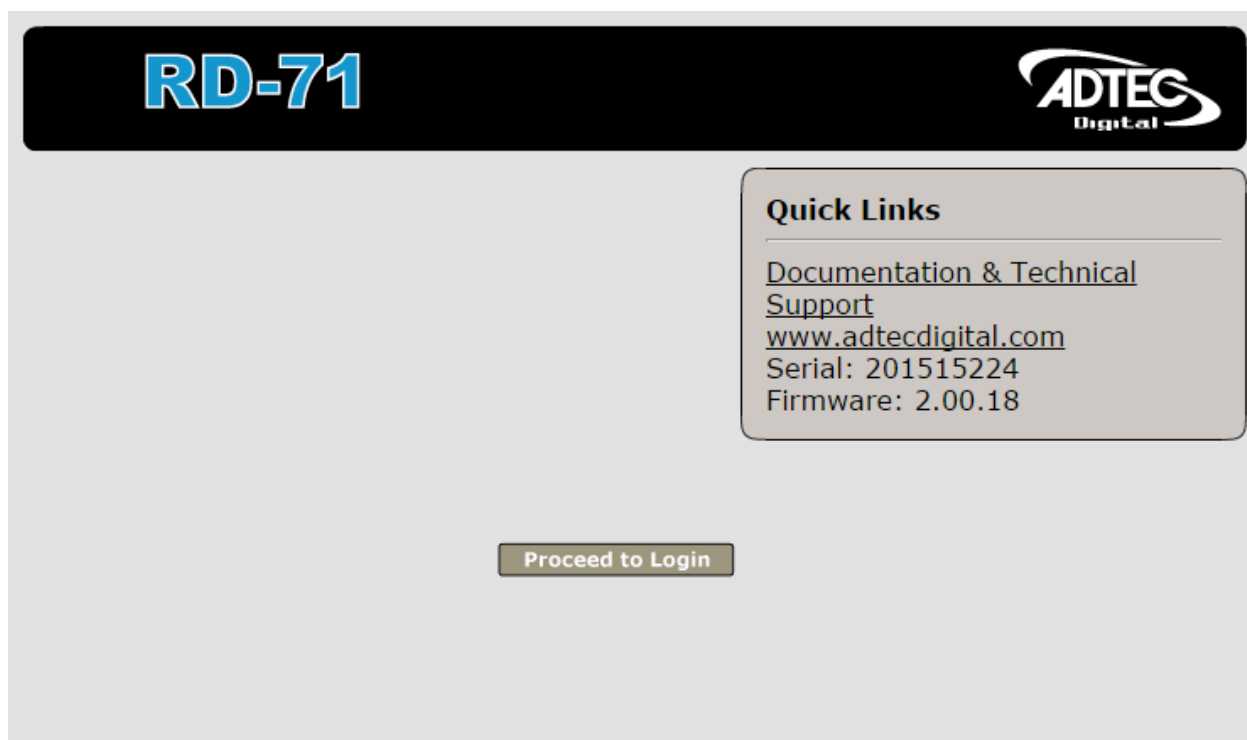 RD-71
ADTEC
Digital
Quick Links
Documentation & Technical
Support
www.adtecdigital.com
Serial: 201515224
Firmware: 2.00.18
Proceed to Login